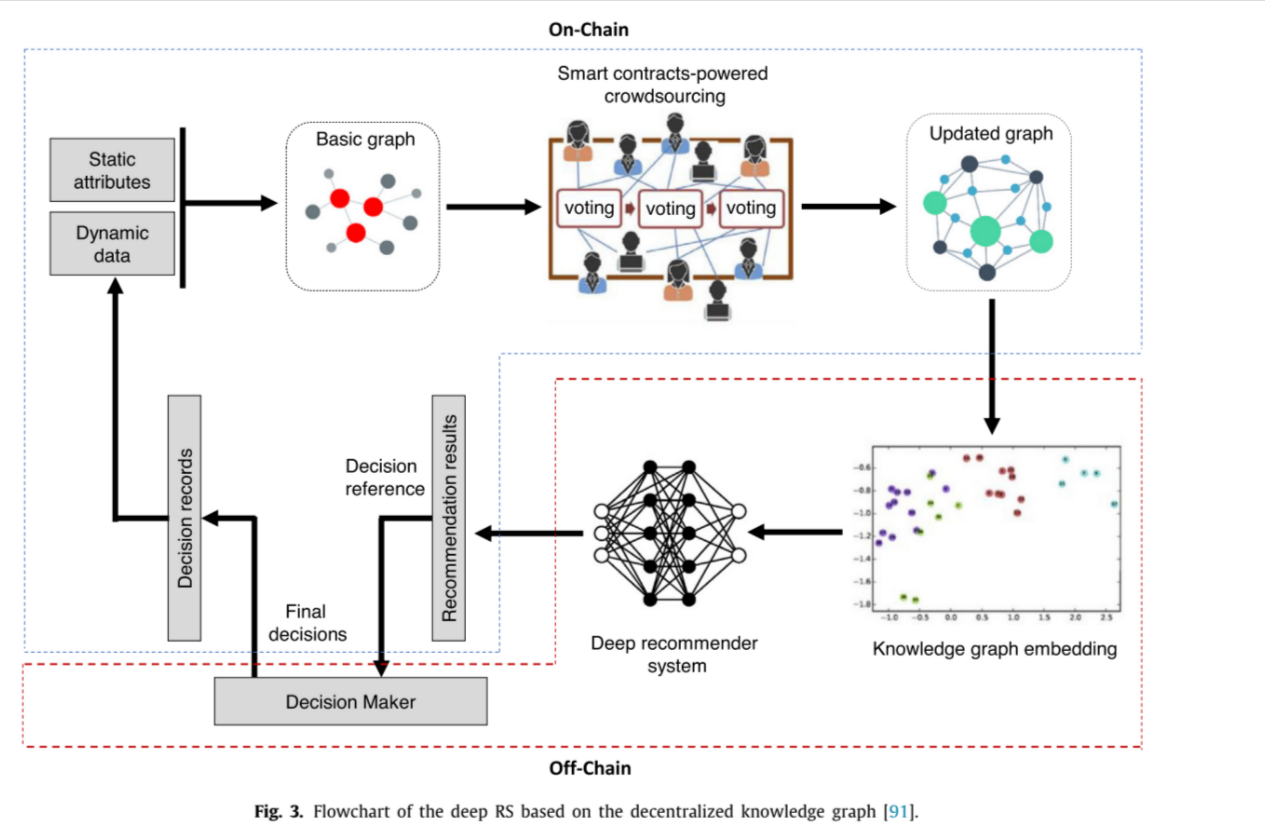 On-Chain
Smart contracts-powered
crowdsourcing
Static
attributes
Dynamic
data
Basic graph
voting
voting
voting
Updated graph
Decision records
Decision
reference
Recommendation results
Final
decisions
Decision Maker
Deep recommender
system
−0.6
−0.8
−1.0
−1.2
−1.4
−1.6
−1.8
−1.0
−0.5
0.0
0.5
1.0
1.5
2.0
2.5
Knowledge graph embedding
Off-Chain
Fig. 3. Flowchart of the deep RS based on the decentralized knowledge graph [91].